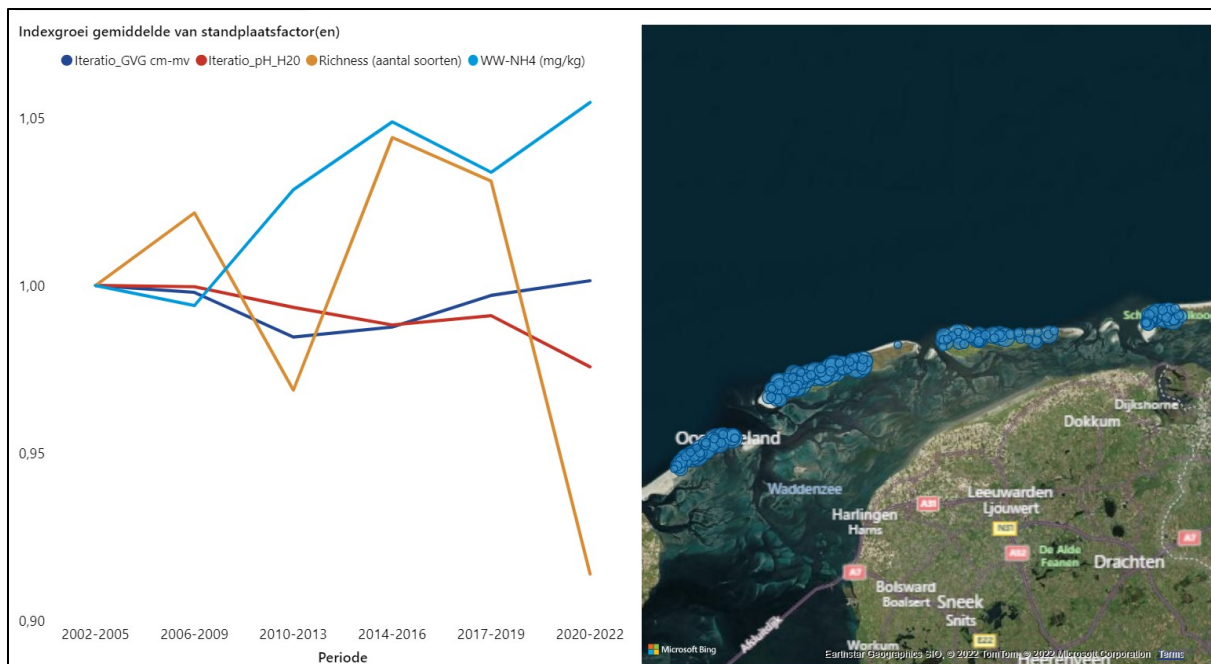 Indexgroei gemiddelde van standplaatsfactor(en)
Iteratio_GVG cm-mv Iteratio_pH_H20 Richness (aantal soorten) WW-NH4 (mg/kg)
1,05
1,00
0,95
0,90
2002-2005 2006-2009 2010-2013 2014-2016 2017-2019 2020-2022
Periode
Waddenzee
Dijkshorne
Dokkum
Leeuwarden
Ljouwert
Harlingen
Harns
A31
N31
A32
A7
A7
De Alde
Feanen
Drachten
Bolsward
Boalsert
Sneek
Snits
Workum
E22
Heerenveen
Afsluitdijk
Microsoft Bing
Earthstar Geographics SIO, © 2022 TomTom, © 2022 Microsoft Corporation Terms